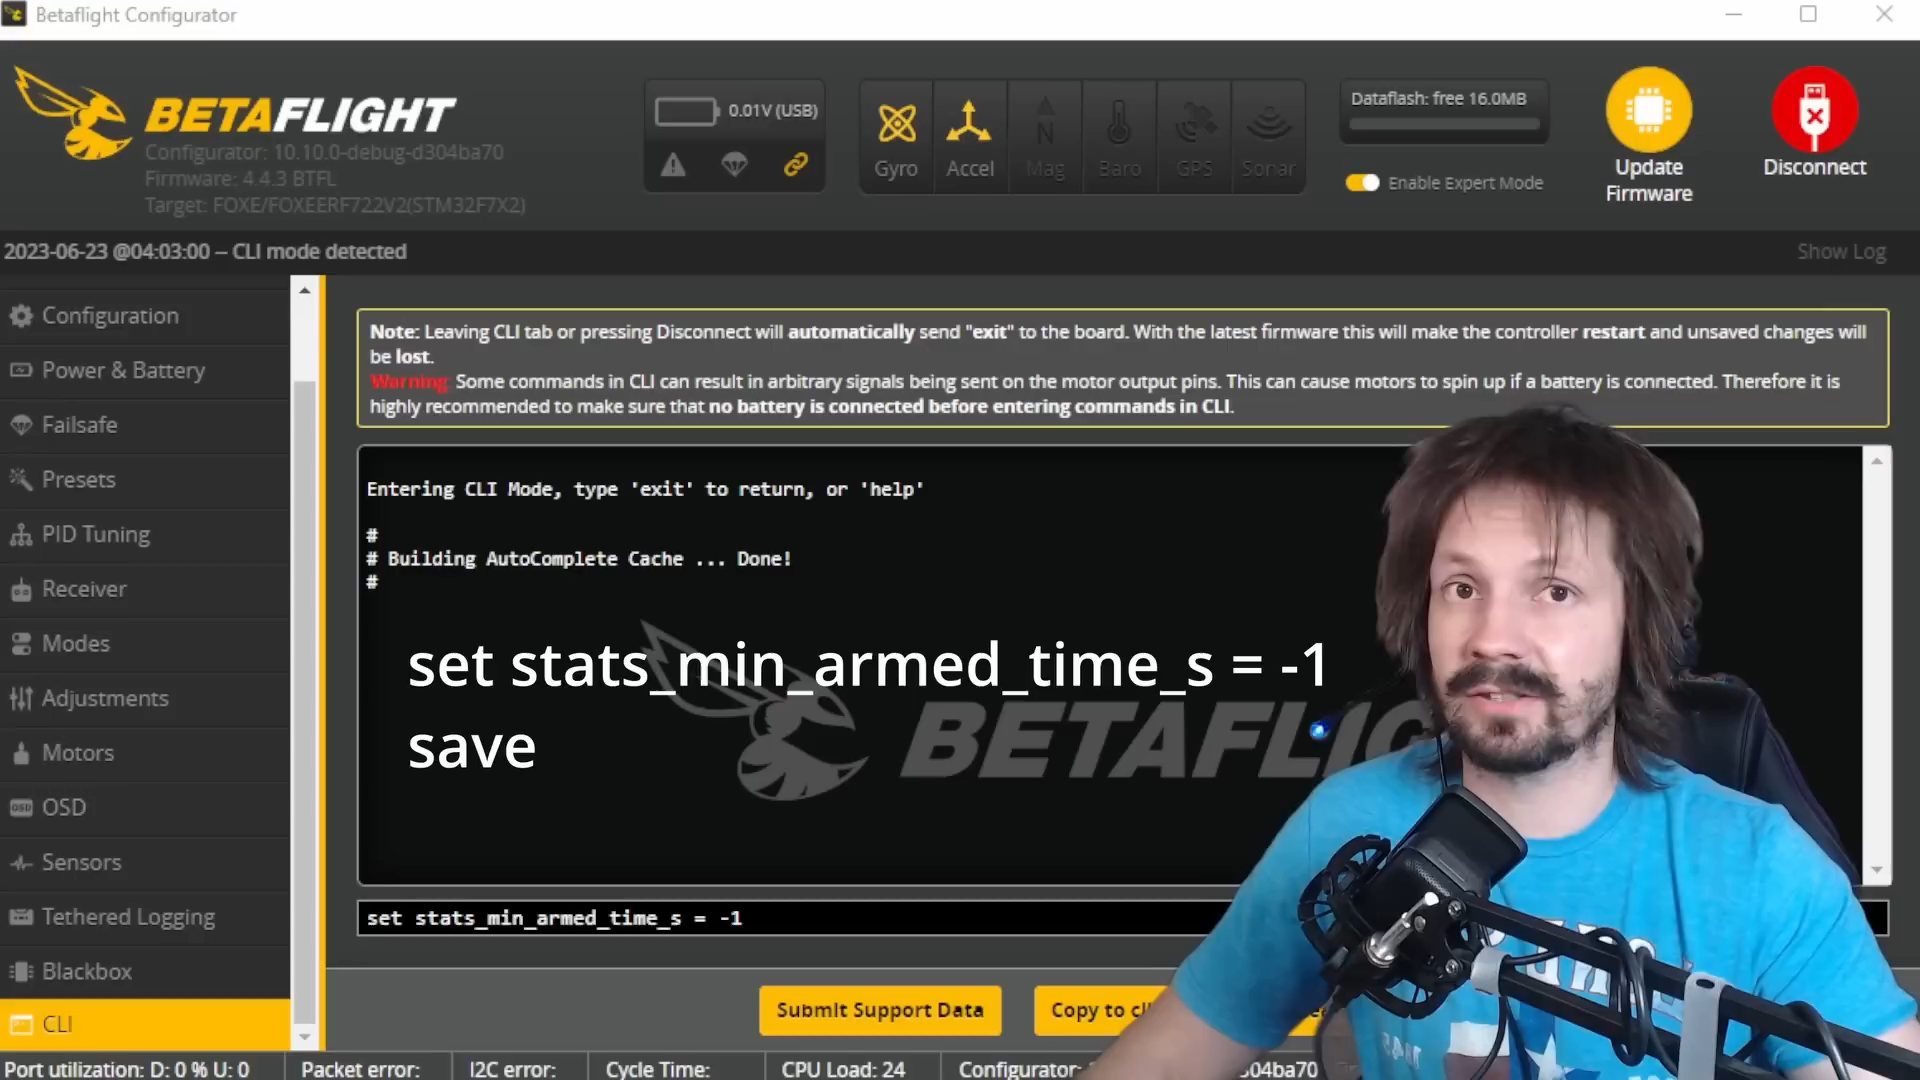 Betaflight Configurator
BETAFLIGHT
Configurator: 10.10.0-debug-d304ba70
Firmware: 4.4.3 BTFL
Target: FOXE/FOXEERF722V2(STM32F7X2)
0.01V (USB)
Gyro
Accel
Mag
Baro
GPS
Sonar
Dataflash: free 16.0MB
Enable Expert Mode
Update
Firmware
Disconnect
2023-06-23 @04:03:00 -- CLI mode detected
Show Log
Configuration
Power & Battery
Failsafe
Presets
PID Tuning
Receiver
Modes
Adjustments
Motors
OSD
Sensors
Tethered Logging
Blackbox
CLI
Note: Leaving CLI tab or pressing Disconnect will automatically send "exit" to the board. With the latest firmware this will make the controller restart and unsaved changes will
be lost.
Warning: Some commands in CLI can result in arbitrary signals being sent on the motor output pins. This can cause motors to spin up if a battery is connected. Therefore it is
highly recommended to make sure that no battery is connected before entering commands in CLI.
Entering CLI Mode, type 'exit' to return, or 'help'
#
# Building AutoComplete Cache ... Done!
#
set stats_min_armed_time_s = -1
save
BETAFLIG
set stats_min_armed_time_s = -1
Submit Support Data
Copy to cl
Port utilization: D: 0 % U: 0
Packet error:
I2C error:
Cycle Time:
CPU Load: 24
Configurator:
304ba70